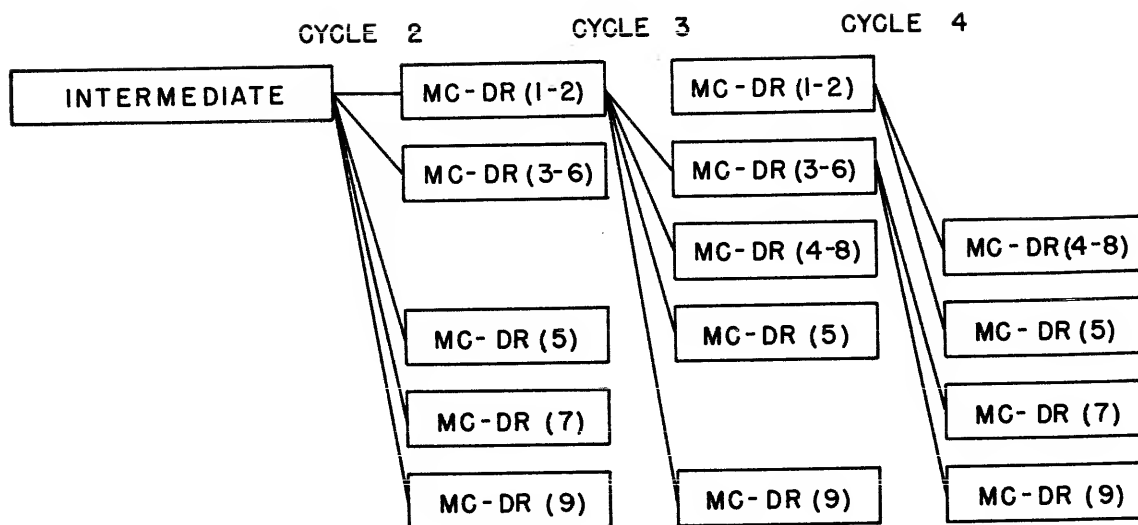 CYCLE 2 CYCLE 3 CYCLE 4
INTERMEDIATE MC-DR (1-2) MC-DR (1-2)
MC-DR (3-6) MC-DR (3-6)
MC-DR (4-8) MC-DR (4-8)
MC-DR (5) MC-DR (5) MC-DR (5)
MC-DR (7) MC-DR (7)
MC-DR (9) MC-DR (9) MC-DR (9)